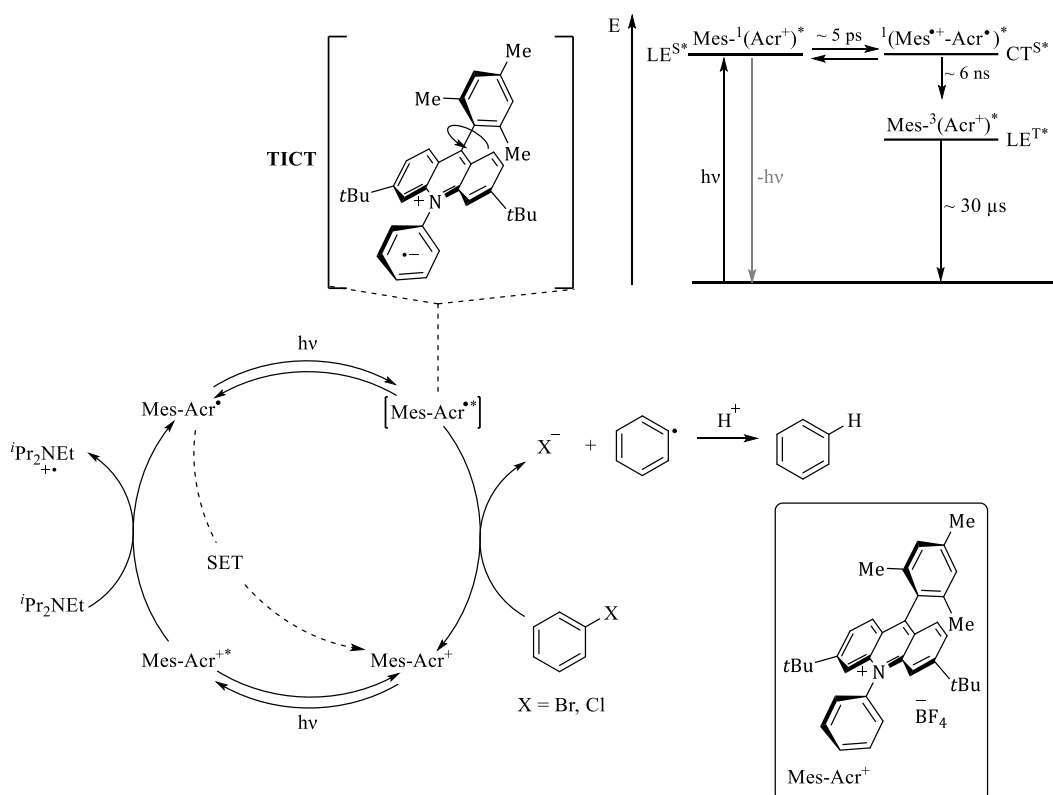 E
LE^S* Mes-¹(Acr⁺)* ~ 5 ps ¹(Mes^•+-Acr^•)* CT^S*
~ 6 ns
Mes-³(Acr⁺)* LE^T*
hν -hν ~ 30 µs
TICT
Me
Me
Me
tBu
+ N
tBu
•−
hν
Mes-Acr^•
[Mes-Acr^•*]
ⁱPr₂NEt
+•
X⁻ + • H⁺ H
SET
ⁱPr₂NEt
X
Mes-Acr⁺*
Mes-Acr⁺
hν
X = Br, Cl
Me
Me
Me
tBu
+ N
tBu
B̄F₄
Mes-Acr⁺